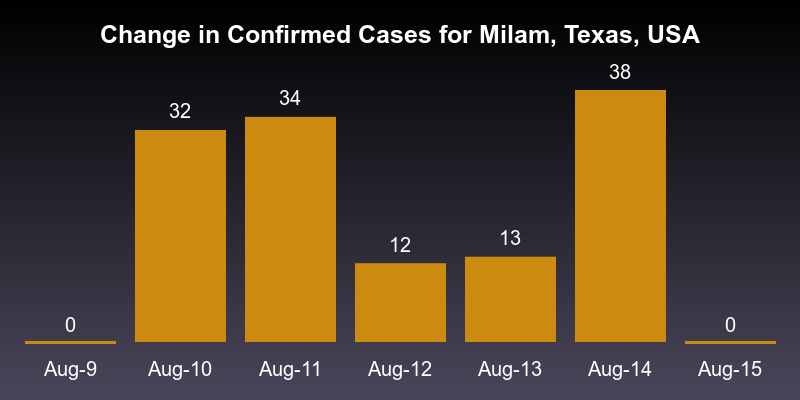 Change in Confirmed Cases for Milam, Texas, USA
0 32 34 12 13 38 0
Aug-9 Aug-10 Aug-11 Aug-12 Aug-13 Aug-14 Aug-15